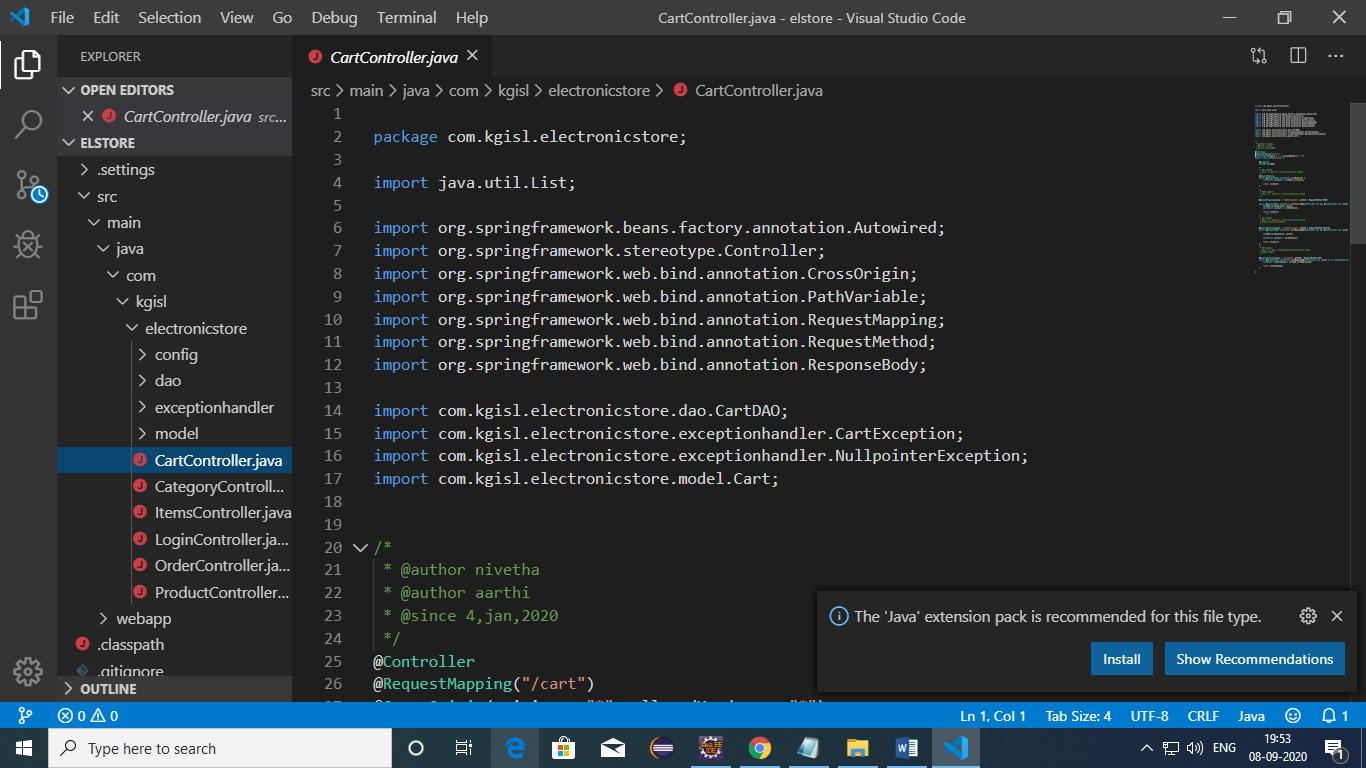 File Edit Selection View Go Debug Terminal Help
CartController.java - elstore - Visual Studio Code
EXPLORER
OPEN EDITORS
CartController.java src...
ELSTORE
.settings
src
main
java
com
kgisl
electronicstore
config
dao
exceptionhandler
model
CartController.java
CategoryControll...
ItemsController.java
LoginController.ja...
OrderController.ja...
ProductController...
webapp
.classpath
.gitignore
OUTLINE
CartController.java
src > main > java > com > kgisl > electronicstore > CartController.java
1
2 package com.kgisl.electronicstore;
3
4 import java.util.List;
5
6 import org.springframework.beans.factory.annotation.Autowired;
7 import org.springframework.stereotype.Controller;
8 import org.springframework.web.bind.annotation.CrossOrigin;
9 import org.springframework.web.bind.annotation.PathVariable;
10 import org.springframework.web.bind.annotation.RequestMapping;
11 import org.springframework.web.bind.annotation.RequestMethod;
12 import org.springframework.web.bind.annotation.ResponseBody;
13
14 import com.kgisl.electronicstore.dao.CartDAO;
15 import com.kgisl.electronicstore.exceptionhandler.CartException;
16 import com.kgisl.electronicstore.exceptionhandler.NullpointerException;
17 import com.kgisl.electronicstore.model.Cart;
18
19
20 /*
21 * @author nivetha
22 * @author aarthi
23 * @since 4,jan,2020
24 */
25 @Controller
26 @RequestMapping("/cart")
The 'Java' extension pack is recommended for this file type.
Install
Show Recommendations
0 0
Ln 1, Col 1 Tab Size: 4 UTF-8 CRLF Java 1
Type here to search
ENG
19:53
08-09-2020
1